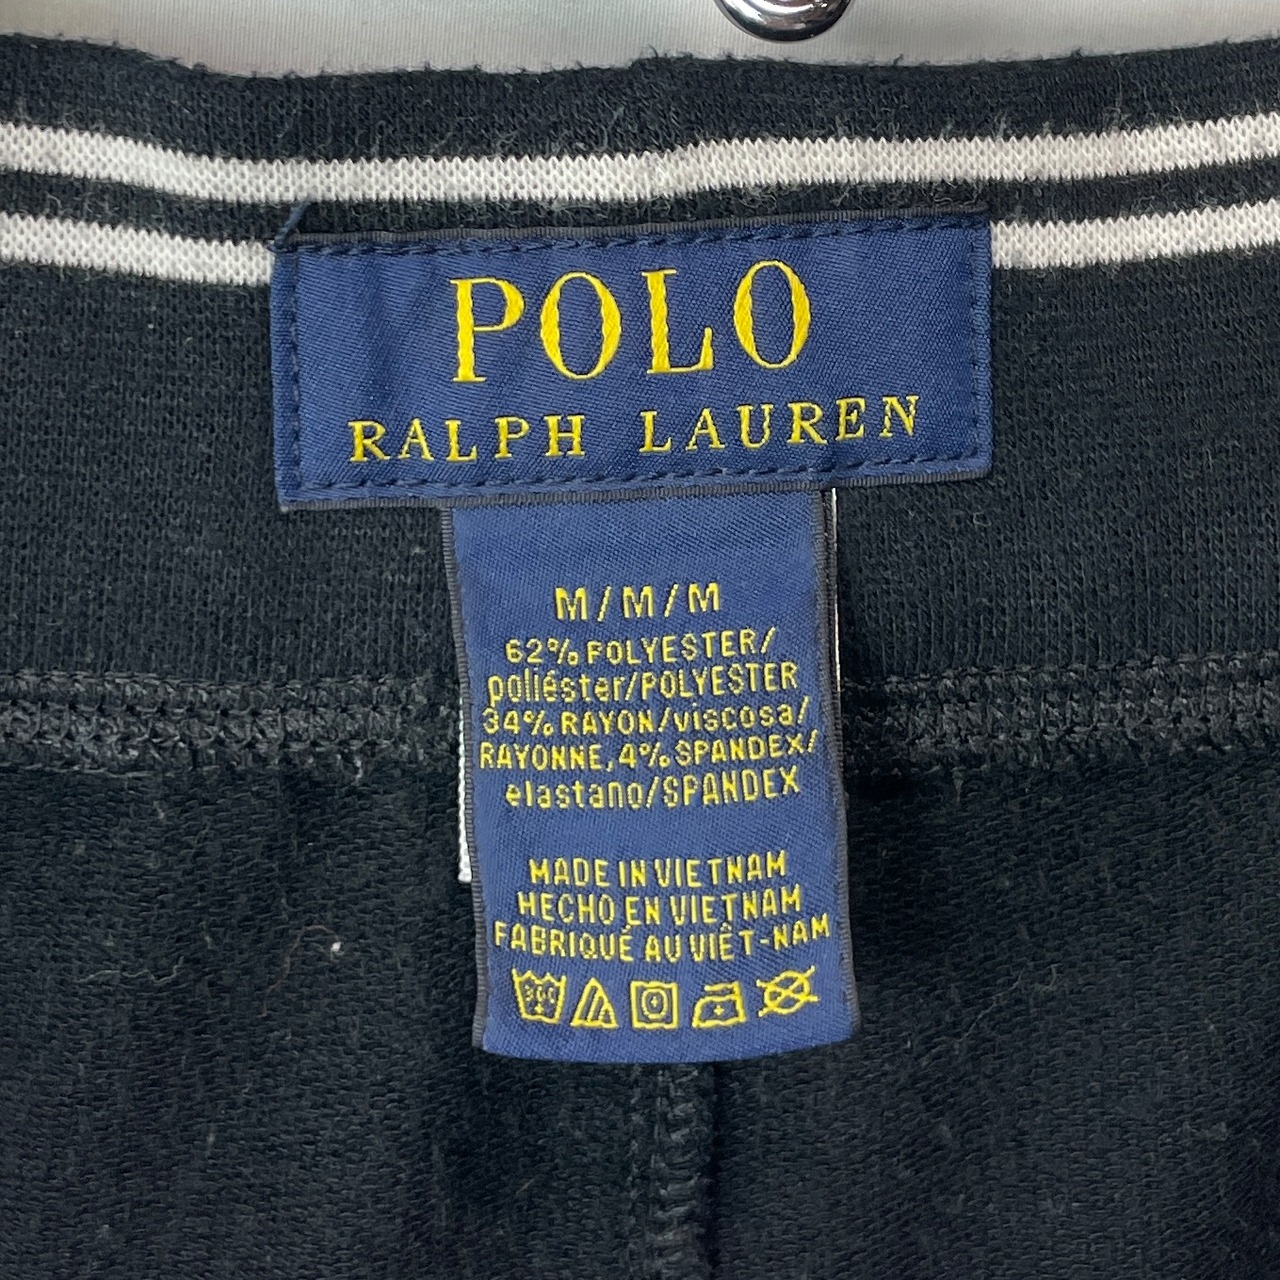 POLO
RALPH LAUREN
M/M/M
62% POLYESTER/
poliéster/POLYESTER
34% RAYON/viscosa/
RAYONNE, 4% SPANDEX/
elastano/SPANDEX
MADE IN VIETNAM
HECHO EN VIETNAM
FABRIQUÉ AU VIÊT-NAM